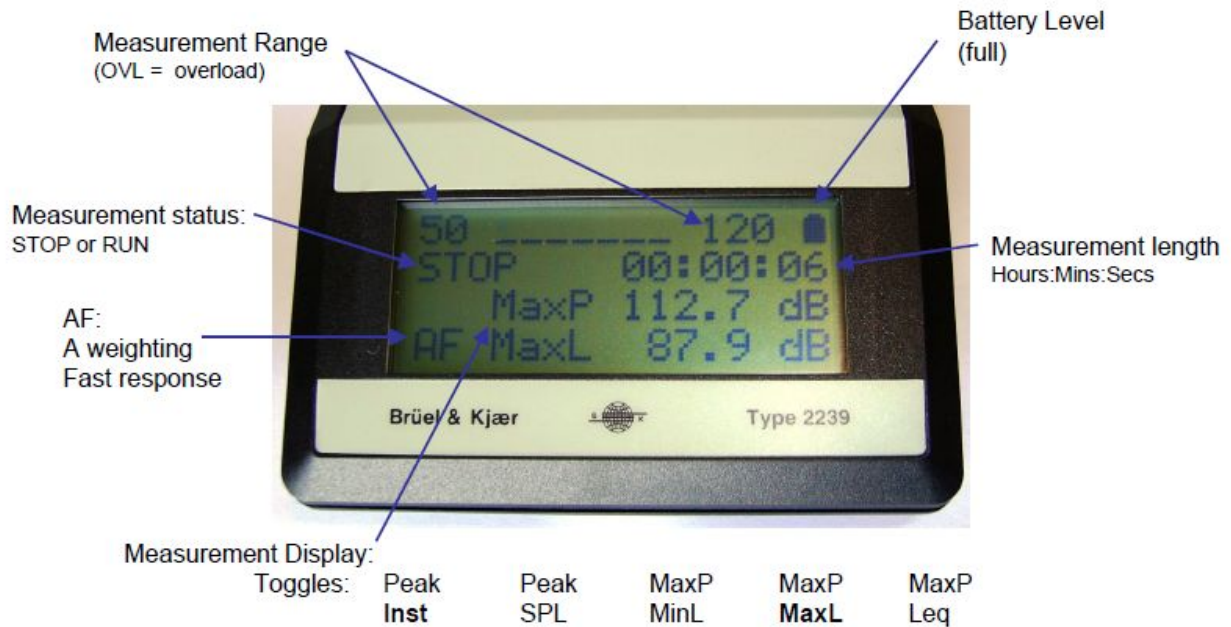 Measurement Range
(OVL = overload)
Battery Level
(full)
Measurement status:
STOP or RUN
50 _______ 120
STOP 00:00:06
MaxP 112.7 dB
AF MaxL 87.9 dB
Measurement length
Hours:Mins:Secs
AF:
A weighting
Fast response
Brüel & Kjær B K Type 2239
Measurement Display:
Toggles: Peak Peak MaxP MaxP MaxP
Inst SPL MinL MaxL Leq